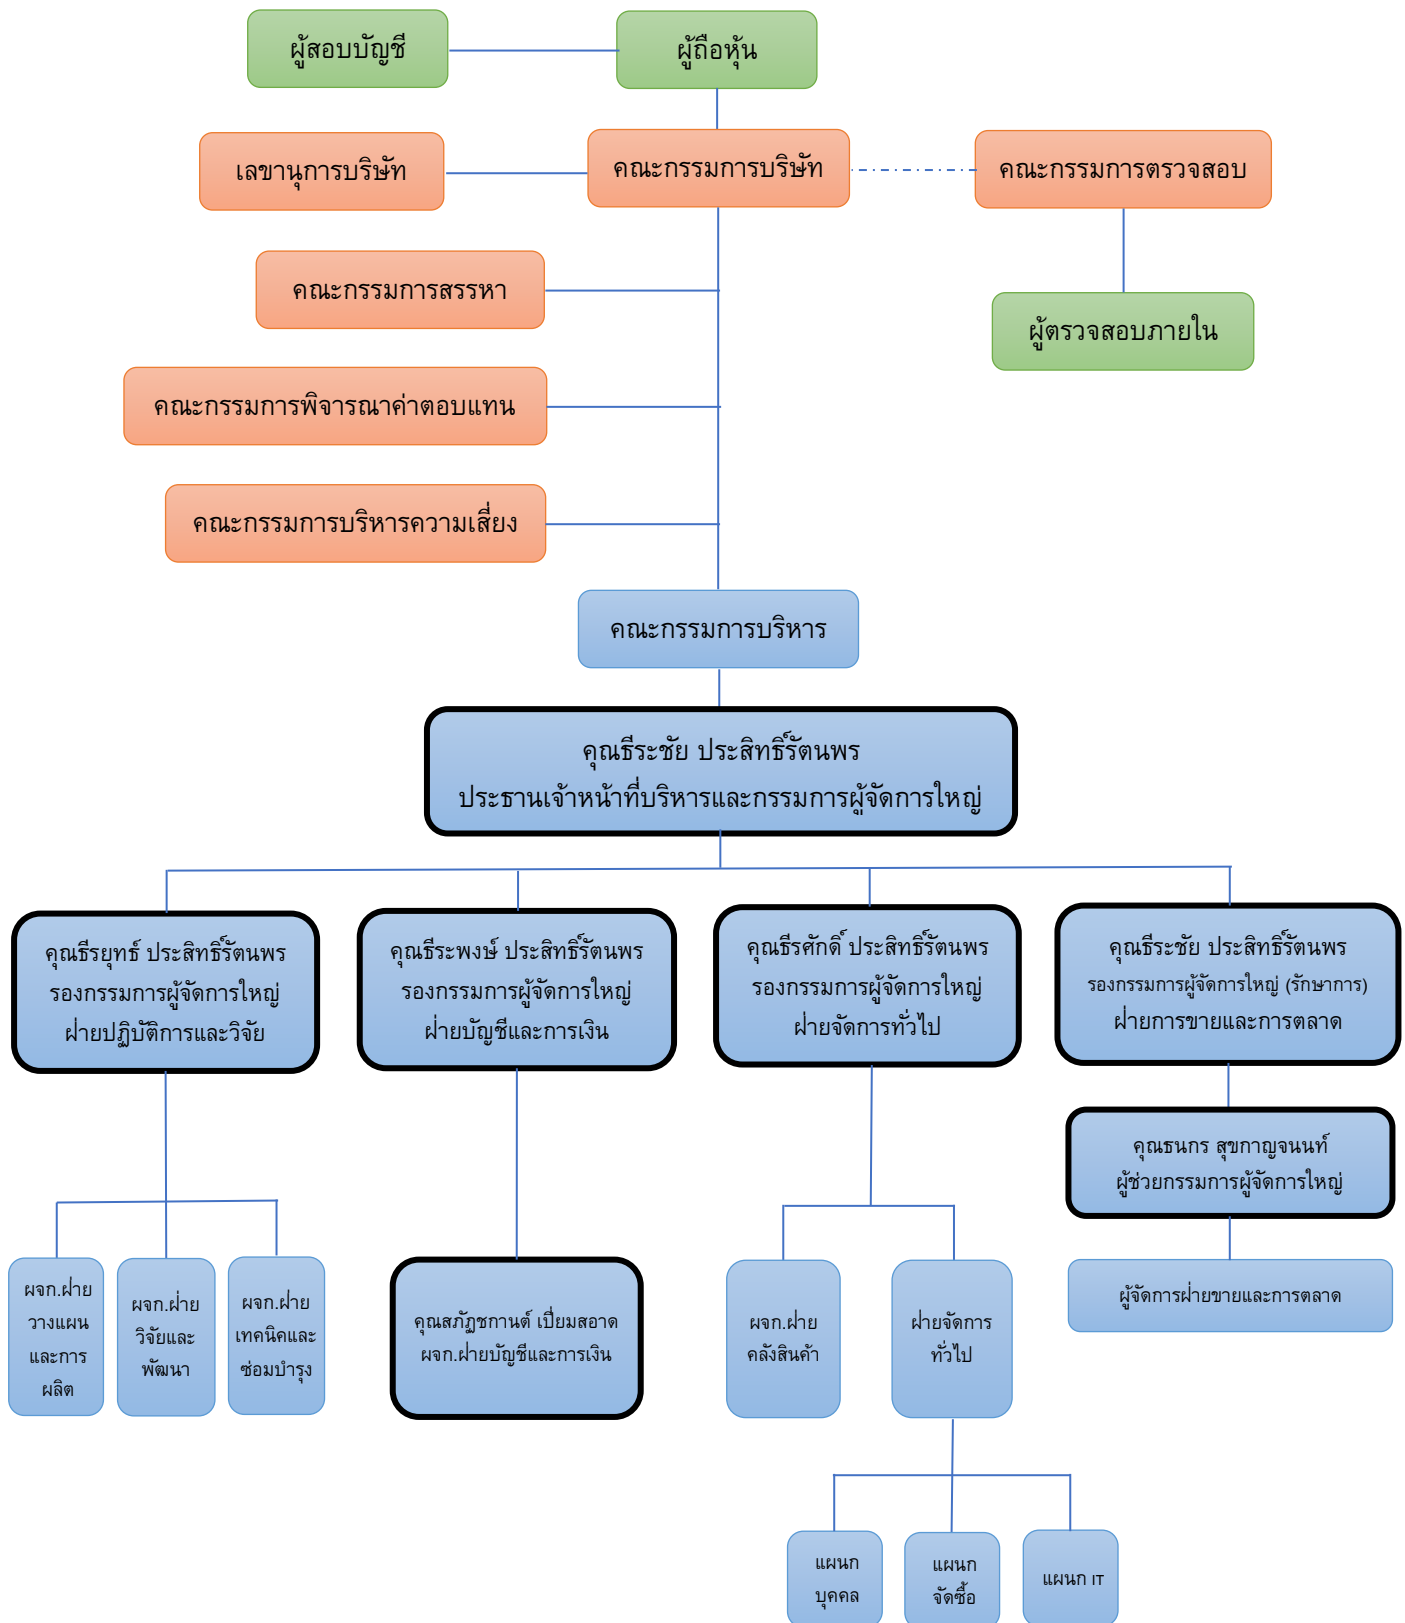 ผู้สอบบัญชี
ผู้ถือหุ้น
เลขานุการบริษัท
คณะกรรมการบริษัท
คณะกรรมการตรวจสอบ
คณะกรรมการสรรหา
ผู้ตรวจสอบภายใน
คณะกรรมการพิจารณาค่าตอบแทน
คณะกรรมการบริหารความเสี่ยง
คณะกรรมการบริหาร
คุณธีระชัย ประสิทธิ์รัตนพร
ประธานเจ้าหน้าที่บริหารและกรรมการผู้จัดการใหญ่
คุณธีรยุทธ์ ประสิทธิ์รัตนพร
รองกรรมการผู้จัดการใหญ่
ฝ่ายปฏิบัติการและวิจัย
คุณธีระพงษ์ ประสิทธิ์รัตนพร
รองกรรมการผู้จัดการใหญ่
ฝ่ายบัญชีและการเงิน
คุณธีรศักดิ์ ประสิทธิ์รัตนพร
รองกรรมการผู้จัดการใหญ่
ฝ่ายจัดการทั่วไป
คุณธีระชัย ประสิทธิ์รัตนพร
รองกรรมการผู้จัดการใหญ่ (รักษาการ)
ฝ่ายการขายและการตลาด
คุณธนกร สุขกาญจนนท์
ผู้ช่วยกรรมการผู้จัดการใหญ่
ผจก.ฝ่าย
วางแผน
และการ
ผลิต
ผจก.ฝ่าย
วิจัยและ
พัฒนา
ผจก.ฝ่าย
เทคนิคและ
ซ่อมบำรุง
คุณสภัฏชกานต์ เปี่ยมสอาด
ผจก.ฝ่ายบัญชีและการเงิน
ผจก.ฝ่าย
คลังสินค้า
ฝ่ายจัดการ
ทั่วไป
ผู้จัดการฝ่ายขายและการตลาด
แผนก
บุคคล
แผนก
จัดซื้อ
แผนก IT